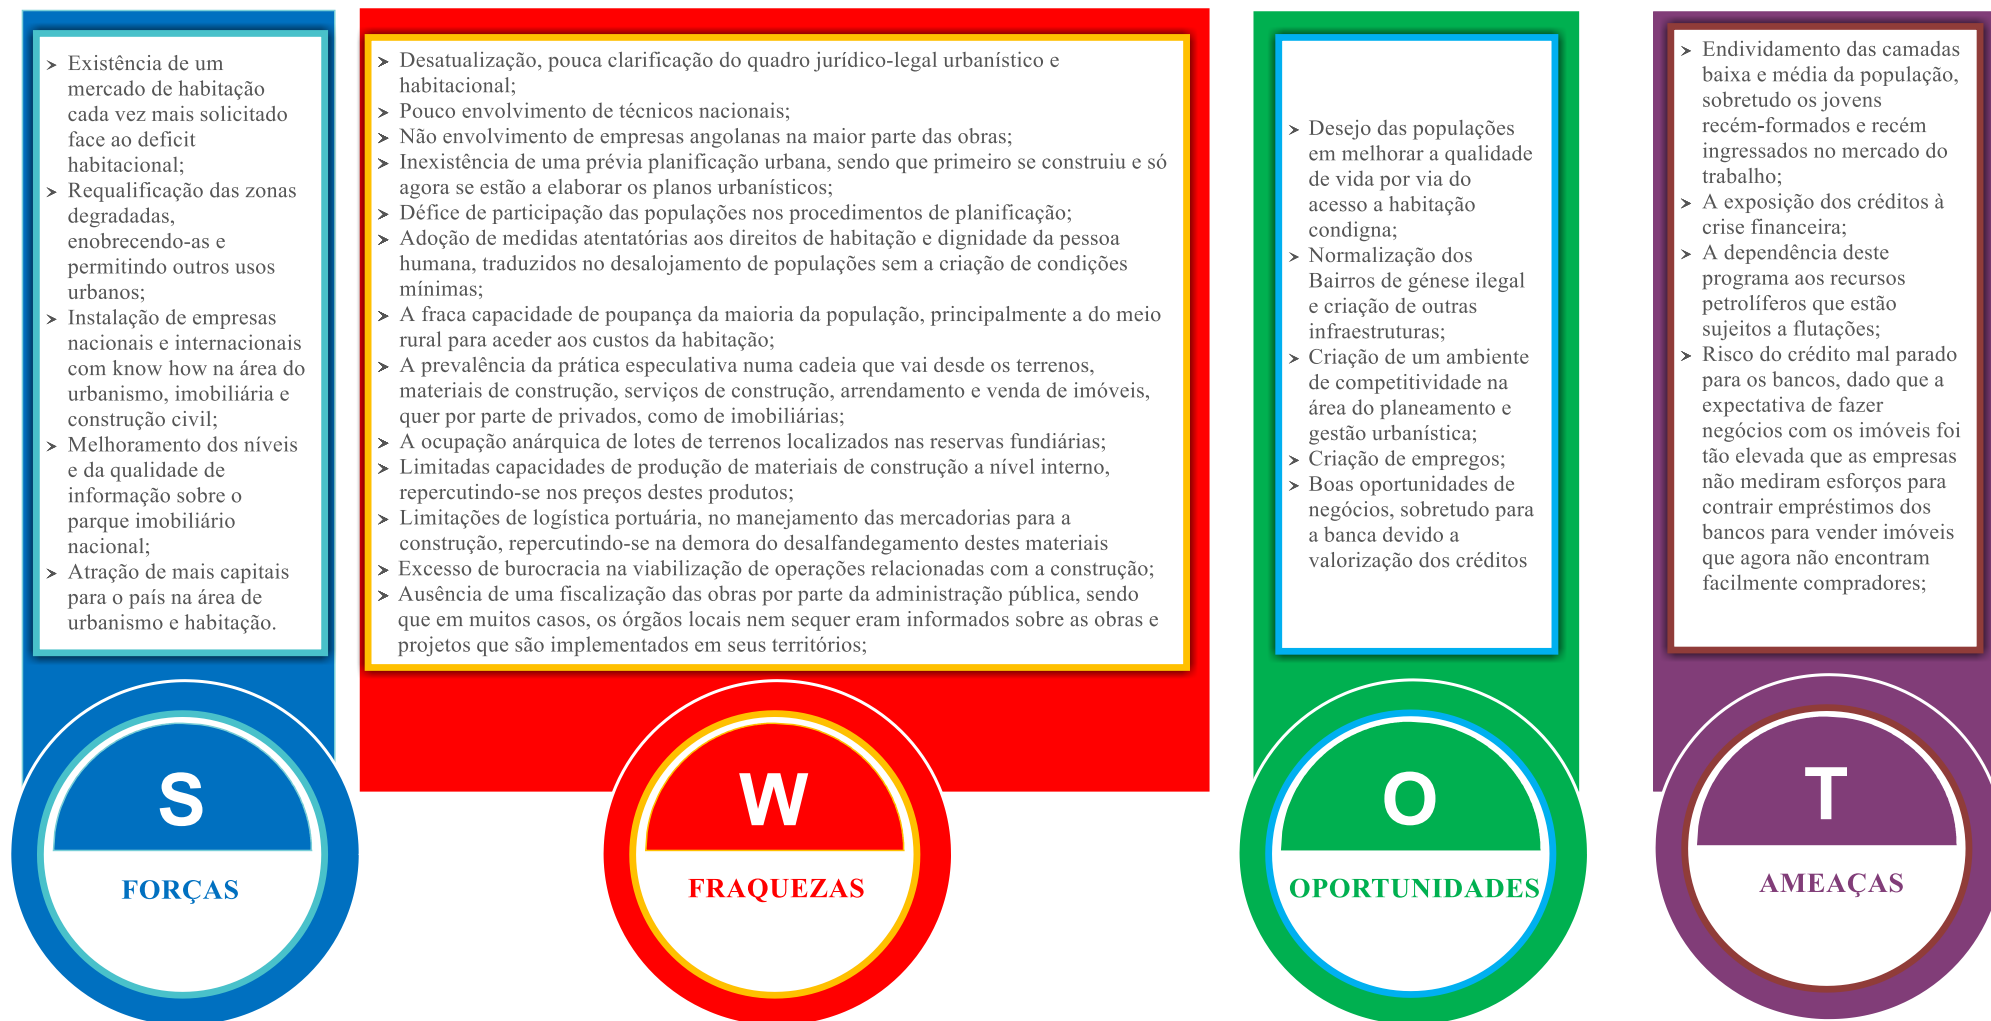 ➢ Existência de um
mercado de habitação
cada vez mais solicitado
face ao deficit
habitacional;
➢ Requalificação das zonas
degradadas,
enobrecendo-as e
permitindo outros usos
urbanos;
➢ Instalação de empresas
nacionais e internacionais
com know how na área do
urbanismo, imobiliária e
construção civil;
➢ Melhoramento dos níveis
e da qualidade de
informação sobre o
parque imobiliário
nacional;
➢ Atração de mais capitais
para o país na área de
urbanismo e habitação.
S
FORÇAS
➢ Desatualização, pouca clarificação do quadro jurídico-legal urbanístico e
habitacional;
➢ Pouco envolvimento de técnicos nacionais;
➢ Não envolvimento de empresas angolanas na maior parte das obras;
➢ Inexistência de uma prévia planificação urbana, sendo que primeiro se construiu e só
agora se estão a elaborar os planos urbanísticos;
➢ Défice de participação das populações nos procedimentos de planificação;
➢ Adoção de medidas atentatórias aos direitos de habitação e dignidade da pessoa
humana, traduzidos no desalojamento de populações sem a criação de condições
mínimas;
➢ A fraca capacidade de poupança da maioria da população, principalmente a do meio
rural para aceder aos custos da habitação;
➢ A prevalência da prática especulativa numa cadeia que vai desde os terrenos,
materiais de construção, serviços de construção, arrendamento e venda de imóveis,
quer por parte de privados, como de imobiliárias;
➢ A ocupação anárquica de lotes de terrenos localizados nas reservas fundiárias;
➢ Limitadas capacidades de produção de materiais de construção a nível interno,
repercutindo-se nos preços destes produtos;
➢ Limitações de logística portuária, no manejamento das mercadorias para a
construção, repercutindo-se na demora do desalfandegamento destes materiais
➢ Excesso de burocracia na viabilização de operações relacionadas com a construção;
➢ Ausência de uma fiscalização das obras por parte da administração pública, sendo
que em muitos casos, os órgãos locais nem sequer eram informados sobre as obras e
projetos que são implementados em seus territórios;
W
FRAQUEZAS
➢ Desejo das populações
em melhorar a qualidade
de vida por via do
acesso a habitação
condigna;
➢ Normalização dos
Bairros de génese ilegal
e criação de outras
infraestruturas;
➢ Criação de um ambiente
de competitividade na
área do planeamento e
gestão urbanística;
➢ Criação de empregos;
➢ Boas oportunidades de
negócios, sobretudo para
a banca devido a
valorização dos créditos
O
OPORTUNIDADES
➢ Endividamento das camadas
baixa e média da população,
sobretudo os jovens
recém-formados e recém
ingressados no mercado do
trabalho;
➢ A exposição dos créditos à
crise financeira;
➢ A dependência deste
programa aos recursos
petrolíferos que estão
sujeitos a flutações;
➢ Risco do crédito mal parado
para os bancos, dado que a
expectativa de fazer
negócios com os imóveis foi
tão elevada que as empresas
não mediram esforços para
contrair empréstimos dos
bancos para vender imóveis
que agora não encontram
facilmente compradores;
T
AMEAÇAS